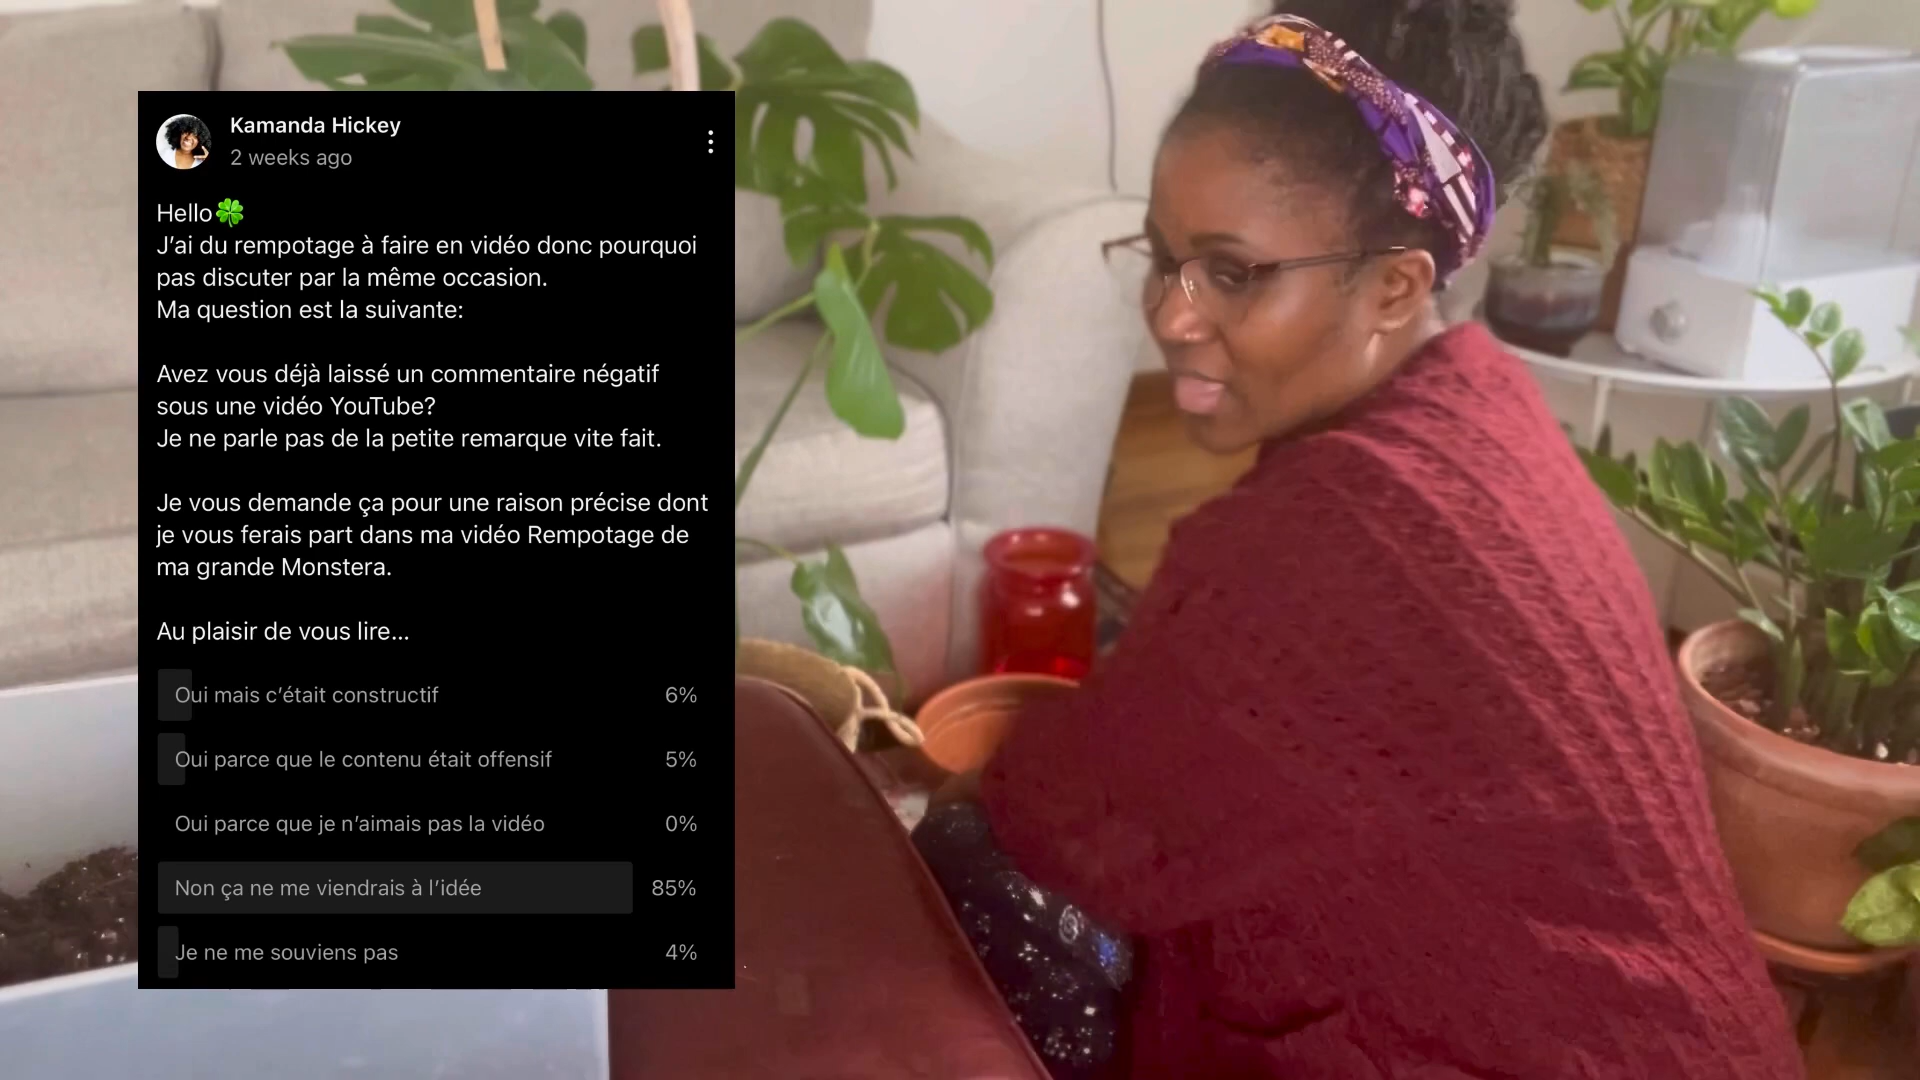 Kamanda Hickey
2 weeks ago
Hello🍀
J’ai du rempotage à faire en vidéo donc pourquoi
pas discuter par la même occasion.
Ma question est la suivante:
Avez vous déjà laissé un commentaire négatif
sous une vidéo YouTube?
Je ne parle pas de la petite remarque vite fait.
Je vous demande ça pour une raison précise dont
je vous ferais part dans ma vidéo Rempotage de
ma grande Monstera.
Au plaisir de vous lire...
Oui mais c’était constructif 6%
Oui parce que le contenu était offensif 5%
Oui parce que je n’aimais pas la vidéo 0%
Non ça ne me viendrais à l’idée 85%
Je ne me souviens pas 4%